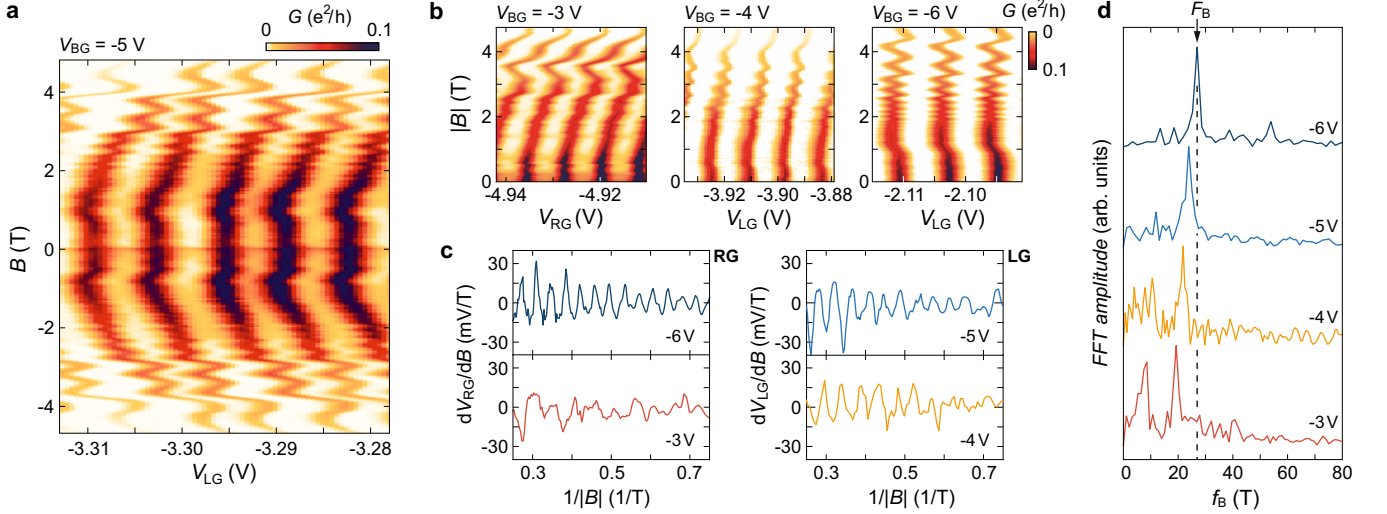 a
G (e²/h)
V_BG = -5 V
0
0.1
4
2
0
-2
-4
B (T)
-3.31
-3.30
-3.29
-3.28
V_LG (V)
b
V_BG = -3 V
V_BG = -4 V
V_BG = -6 V
G (e²/h)
0
0.1
|B| (T)
4
2
0
-4.94
-4.92
V_RG (V)
-3.92
-3.90
-3.88
V_LG (V)
-2.11
-2.10
V_LG (V)
c
RG
30
0
-30
-6 V
dV_RG/dB (mV/T)
30
0
-30
-3 V
0.3
0.5
0.7
1/|B| (1/T)
LG
30
0
-30
-5 V
dV_LG/dB (mV/T)
30
0
-30
-4 V
0.3
0.5
0.7
1/|B| (1/T)
d
F_B
-6 V
-5 V
-4 V
-3 V
FFT amplitude (arb. units)
0
20
40
60
80
f_B (T)